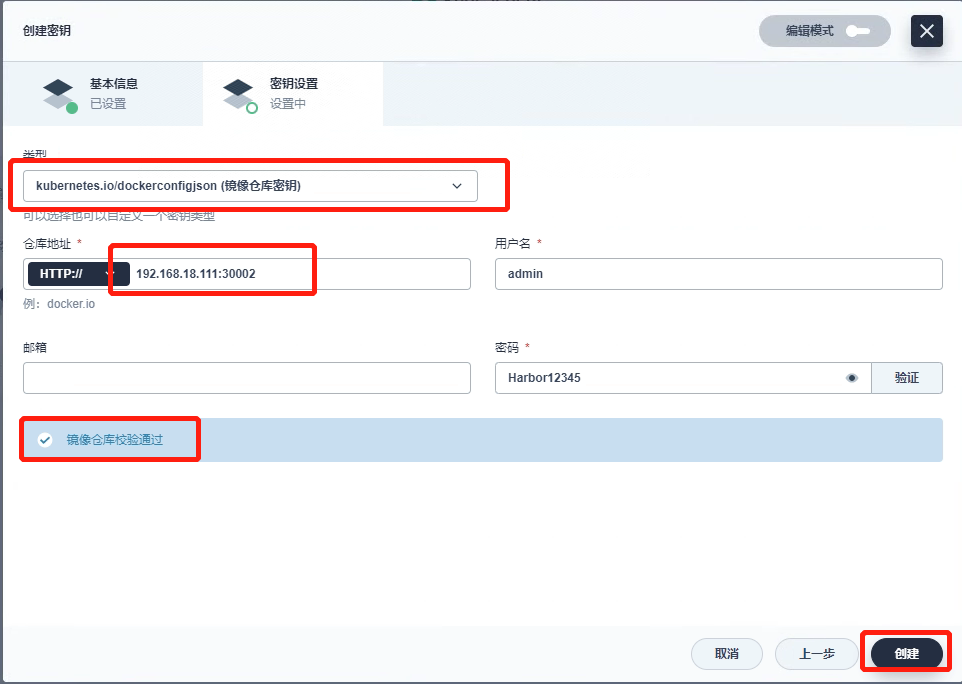 创建密钥
编辑模式
基本信息
已设置
密钥设置
设置中
类型
kubernetes.io/dockerconfigjson (镜像仓库密钥)
可以选择也可以自定义一个密钥类型
仓库地址 *
用户名 *
HTTP:// 192.168.18.111:30002
admin
例：docker.io
邮箱
密码 *
Harbor12345
验证
镜像仓库校验通过
取消
上一步
创建